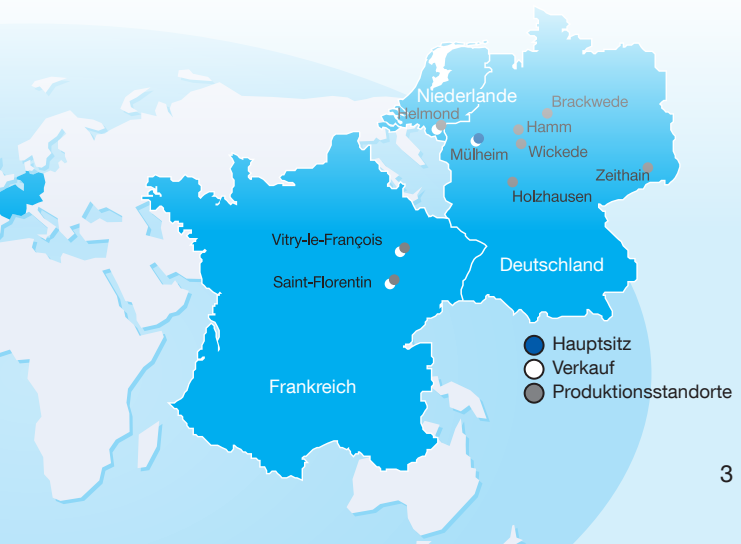 Niederlande
Brackwede
Helmond
Hamm
Mülheim
Wickede
Zeithain
Holzhausen
Vitry-le-François
Deutschland
Saint-Florentin
Hauptsitz
Verkauf
Frankreich
Produktionsstandorte
3